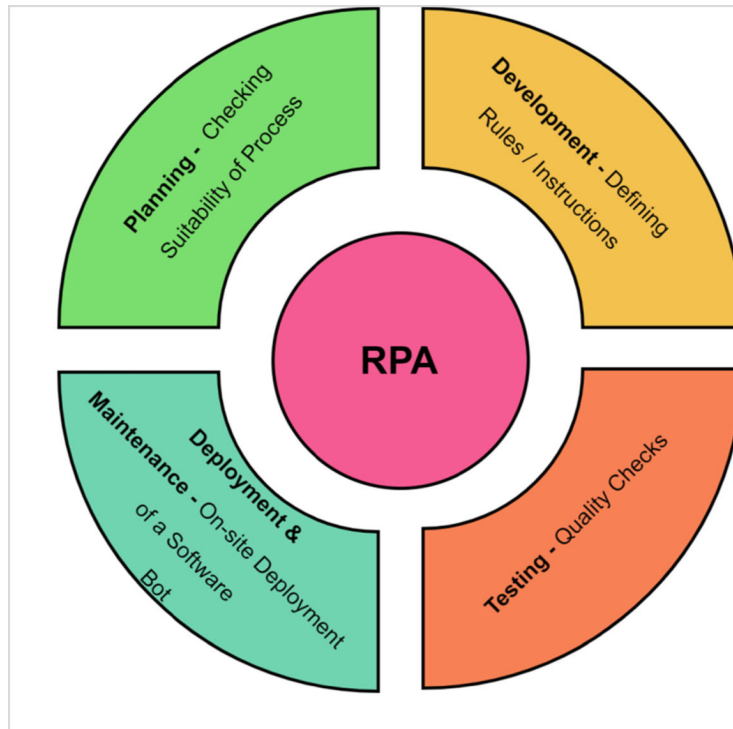 Planning - Checking
Suitability of Process
Development - Defining
Rules / Instructions
RPA
Deployment &
Maintenance - On-site Deployment
of a Software
Bot
Testing - Quality Checks